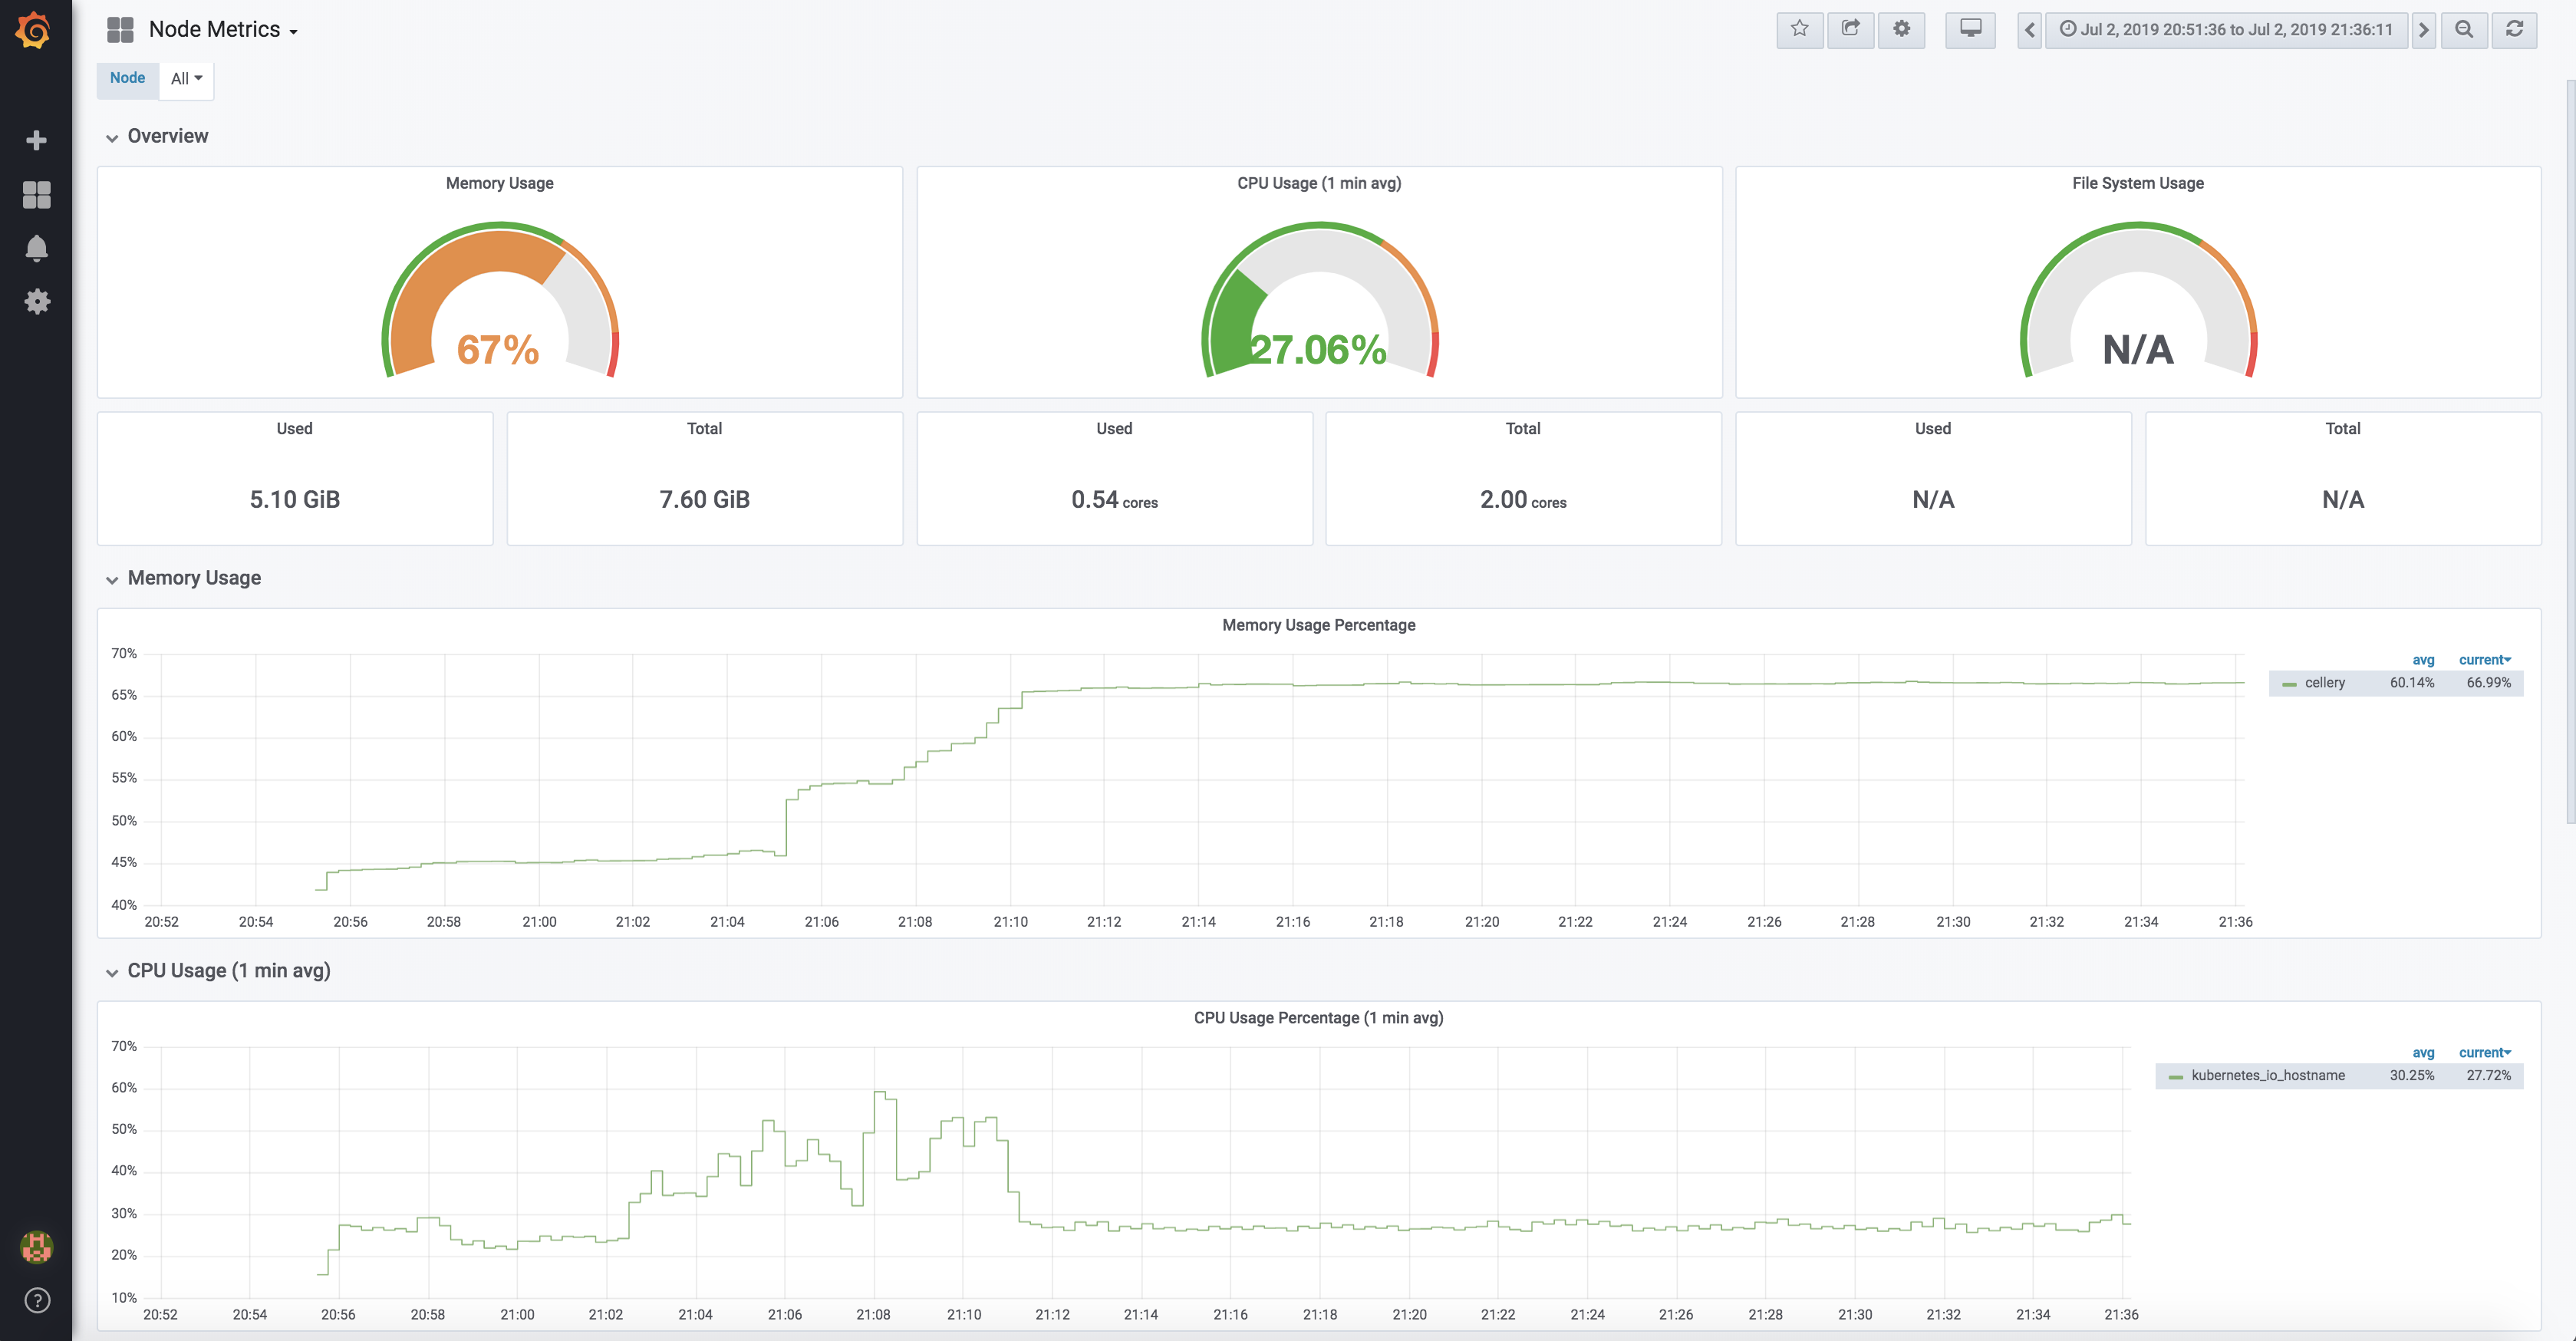 Node Metrics
Jul 2, 2019 20:51:36 to Jul 2, 2019 21:36:11
Node All
Overview
Memory Usage
67%
CPU Usage (1 min avg)
27.06%
File System Usage
N/A
Used
5.10 GiB
Total
7.60 GiB
Used
0.54 cores
Total
2.00 cores
Used
N/A
Total
N/A
Memory Usage
Memory Usage Percentage
70%
65%
60%
55%
50%
45%
40%
20:52 20:54 20:56 20:58 21:00 21:02 21:04 21:06 21:08 21:10 21:12 21:14 21:16 21:18 21:20 21:22 21:24 21:26 21:28 21:30 21:32 21:34 21:36
avg current
cellery 60.14% 66.99%
CPU Usage (1 min avg)
CPU Usage Percentage (1 min avg)
70%
60%
50%
40%
30%
20%
10%
20:52 20:54 20:56 20:58 21:00 21:02 21:04 21:06 21:08 21:10 21:12 21:14 21:16 21:18 21:20 21:22 21:24 21:26 21:28 21:30 21:32 21:34 21:36
avg current
kubernetes_io_hostname 30.25% 27.72%